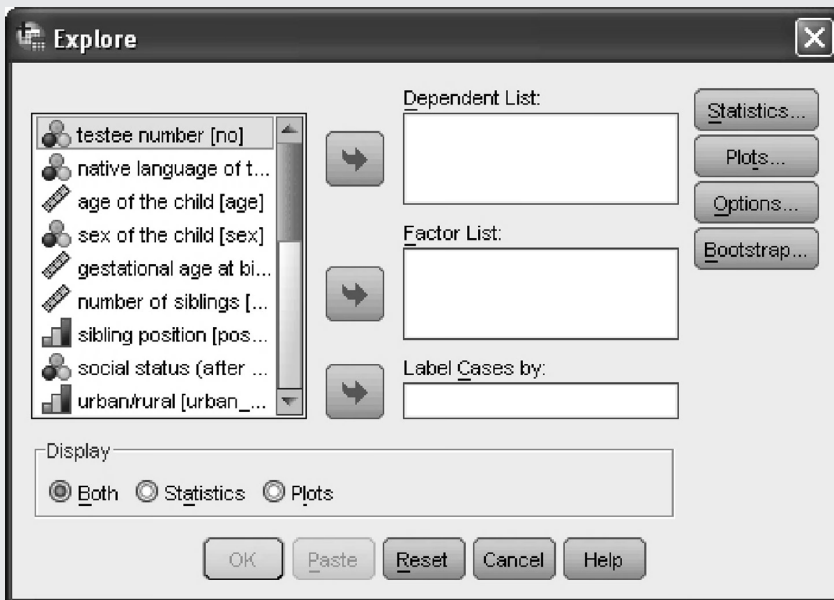 Explore
testee number [no]
native language of t...
age of the child [age]
sex of the child [sex]
gestational age at bi...
number of siblings [...
sibling position [pos...
social status (after ...
urban/rural [urban_...
Dependent List:
Factor List:
Label Cases by:
Statistics...
Plots...
Options...
Bootstrap...
Display
Both Statistics Plots
OK Paste Reset Cancel Help